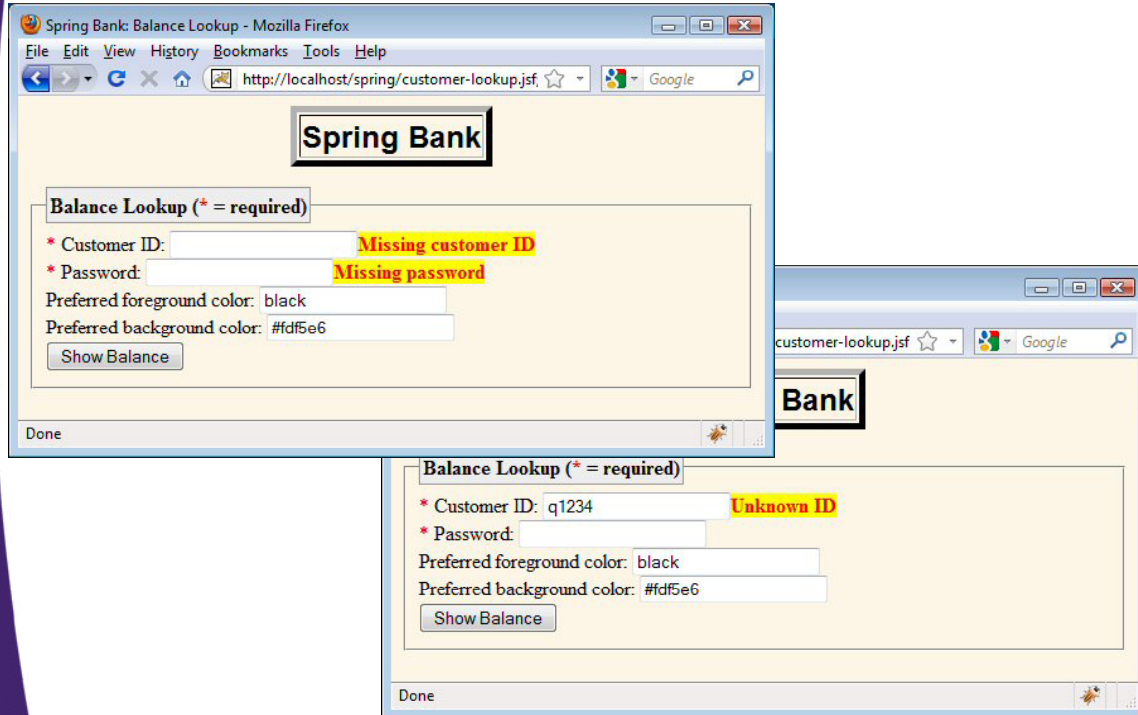 Spring Bank: Balance Lookup - Mozilla Firefox
File Edit View History Bookmarks Tools Help
http://localhost/spring/customer-lookup.jsf; Google
Spring Bank
Balance Lookup (* = required)
* Customer ID: Missing customer ID
* Password: Missing password
Preferred foreground color: black
Preferred background color: #fdf5e6
Show Balance
Done
customer-lookup.jsf Google
Bank
Balance Lookup (* = required)
* Customer ID: q1234 Unknown ID
* Password:
Preferred foreground color: black
Preferred background color: #fdf5e6
Show Balance
Done